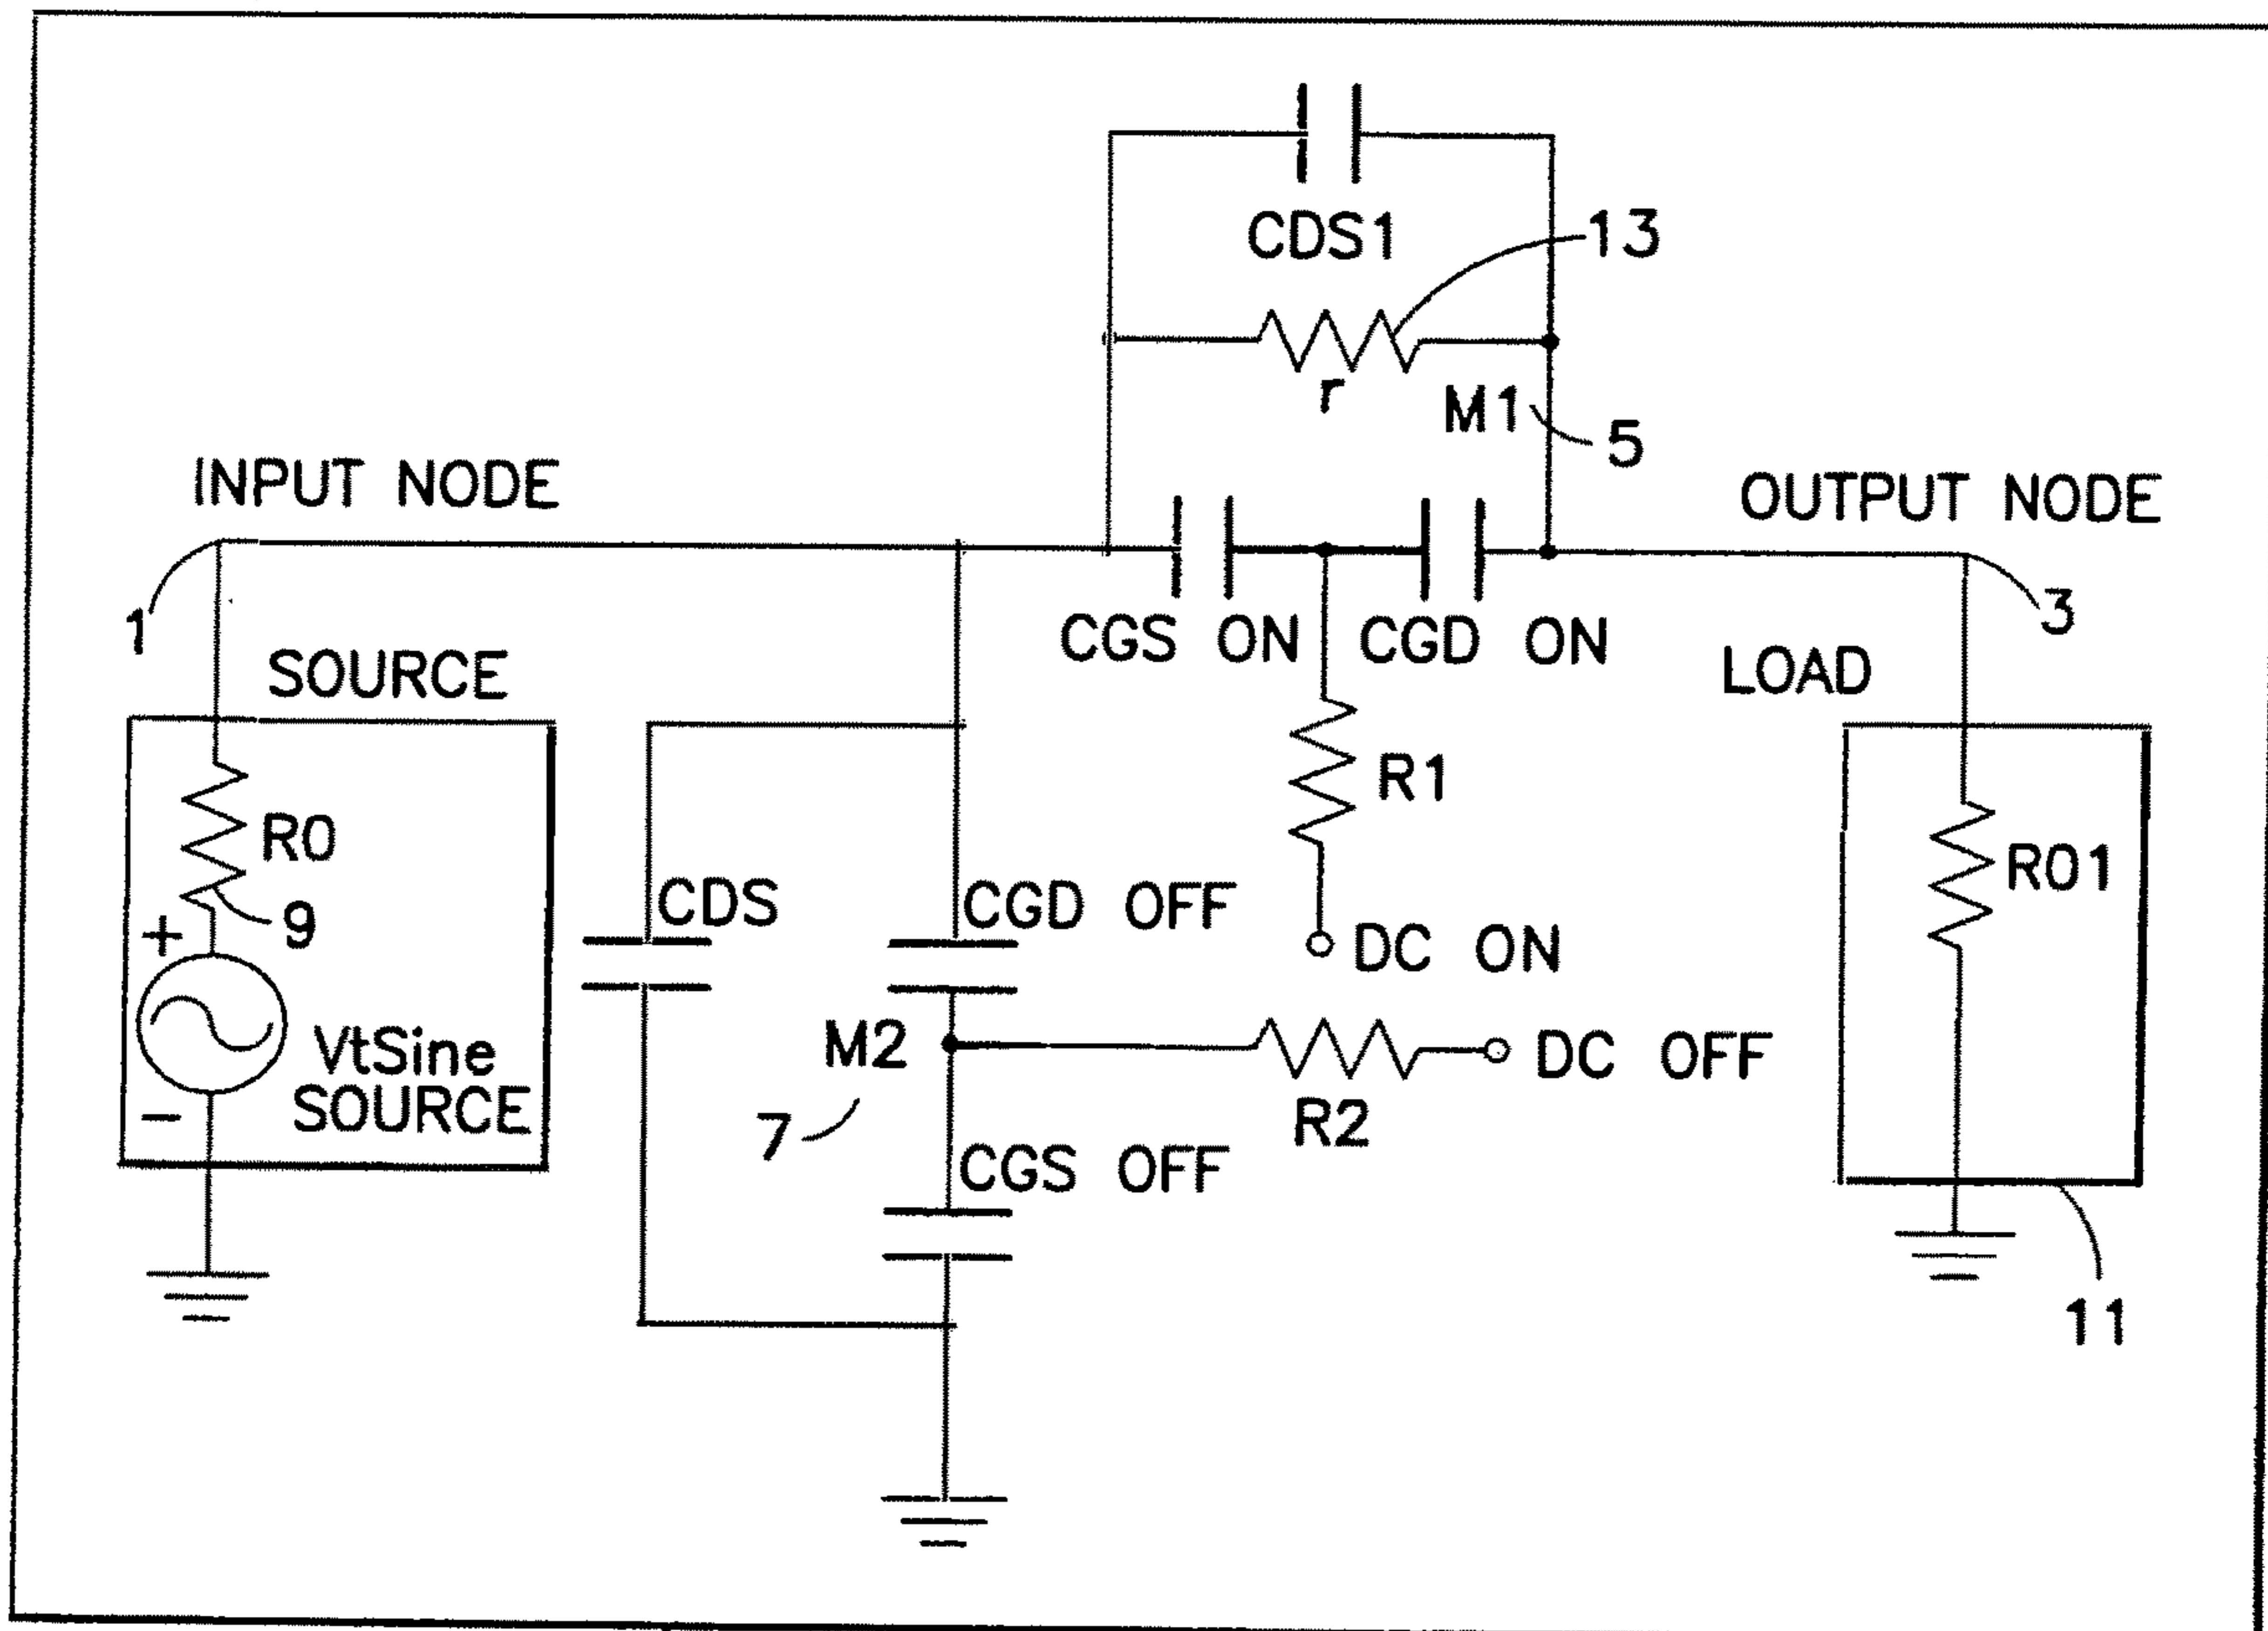 CDS1
13
r
M1
5
INPUT NODE
OUTPUT NODE
1
CGS ON
CGD ON
3
SOURCE
LOAD
R0
R1
R01
9
+
CDS
CGD OFF
DC ON
VtSine
SOURCE
M2
DC OFF
−
7
R2
CGS OFF
11